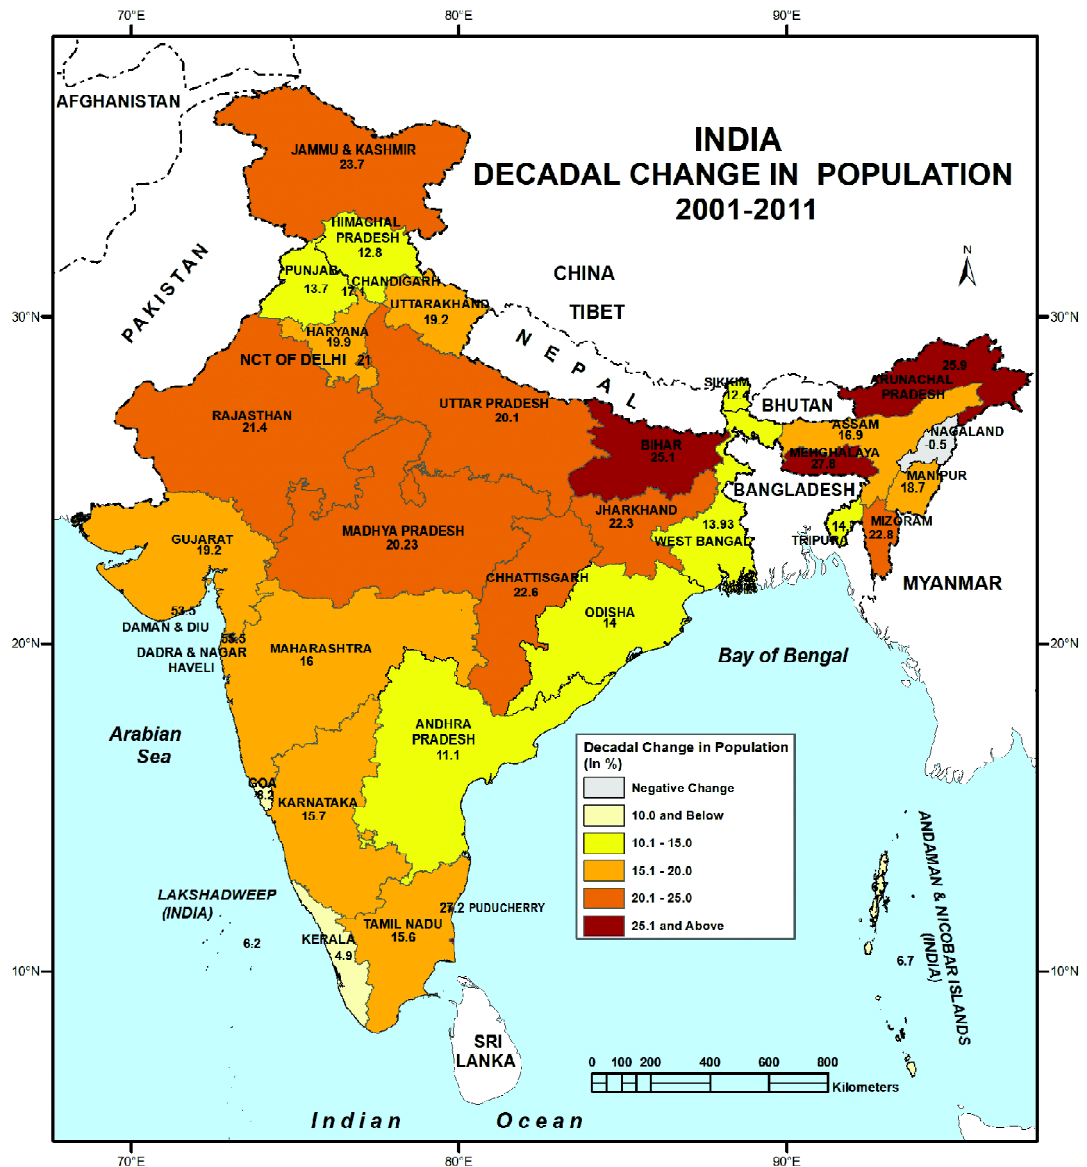 70°E
80°E
90°E
AFGHANISTAN
INDIA
DECADAL CHANGE IN POPULATION
2001-2011
JAMMU & KASHMIR
23.7
HIMACHAL
PRADESH
12.8
N
PAKISTAN
PUNJAB
13.7
CHANDIGARH
17.1
UTTARAKHAND
19.2
CHINA
TIBET
30°N
30°N
NEPAL
HARYANA
19.9
NCT OF DELHI
21
RAJASTHAN
21.4
UTTAR PRADESH
20.1
SIKKIM
BHUTAN
25.9
ARUNACHAL
PRADESH
ASSAM
16.9
NAGALAND
-0.5
BIHAR
25.1
MEHGHALAYA
27.8
MANIPUR
18.7
BANGLADESH
JHARKHAND
22.3
13.93
WEST BANGAL
TRIPURA
MIZORAM
22.8
MADHYA PRADESH
20.23
GUJARAT
19.2
CHHATTISGARH
22.6
MYANMAR
53.5
DAMAN & DIU
ODISHA
14
20°N
20°N
55.5
DADRA & NAGAR
HAVELI
MAHARASHTRA
16
Bay of Bengal
Arabian
Sea
ANDHRA
PRADESH
11.1
Decadal Change in Population
(In %)
Negative Change
10.0 and Below
10.1 - 15.0
15.1 - 20.0
20.1 - 25.0
25.1 and Above
GOA
8.2
KARNATAKA
15.7
ANDAMAN & NICOBAR ISLANDS
(INDIA)
6.7
LAKSHADWEEP
(INDIA)
6.2
27.2 PUDUCHERRY
TAMIL NADU
15.6
KERALA
4.9
10°N
10°N
SRI
LANKA
0 100 200 400 600 800
Kilometers
Indian Ocean
70°E
80°E
90°E